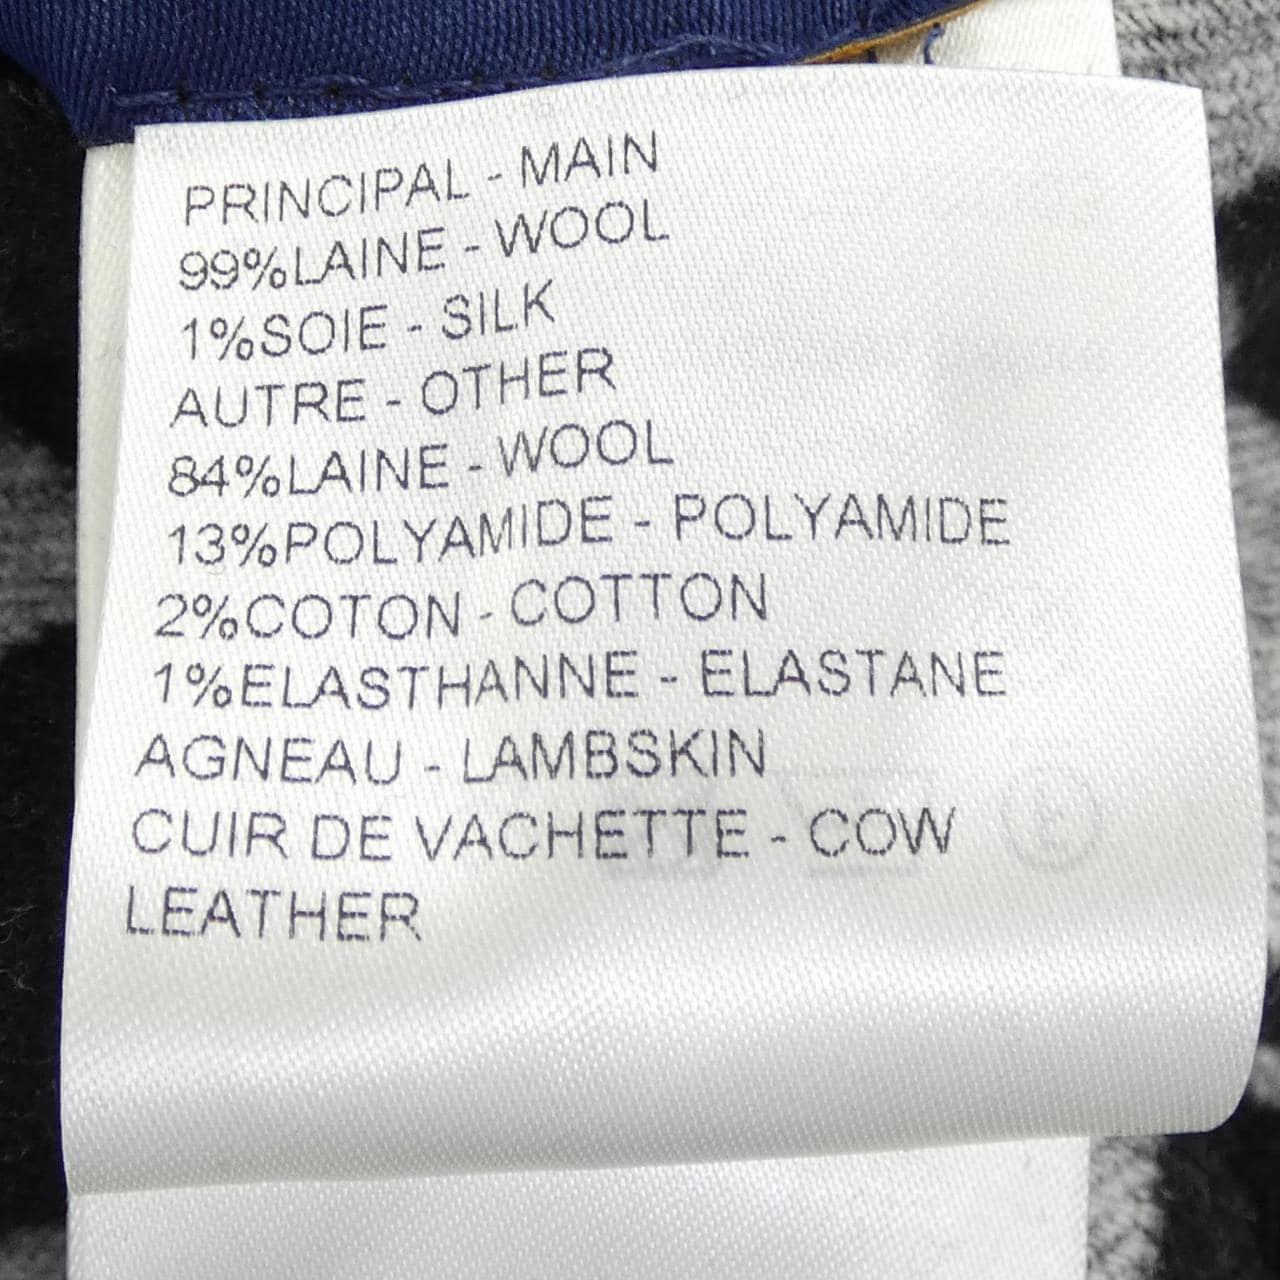 PRINCIPAL - MAIN
99%LAINE - WOOL
1%SOIE - SILK
AUTRE - OTHER
84%LAINE - WOOL
13%POLYAMIDE - POLYAMIDE
2%COTON - COTTON
1%ELASTHANNE - ELASTANE
AGNEAU - LAMBSKIN
CUIR DE VACHETTE - COW
LEATHER